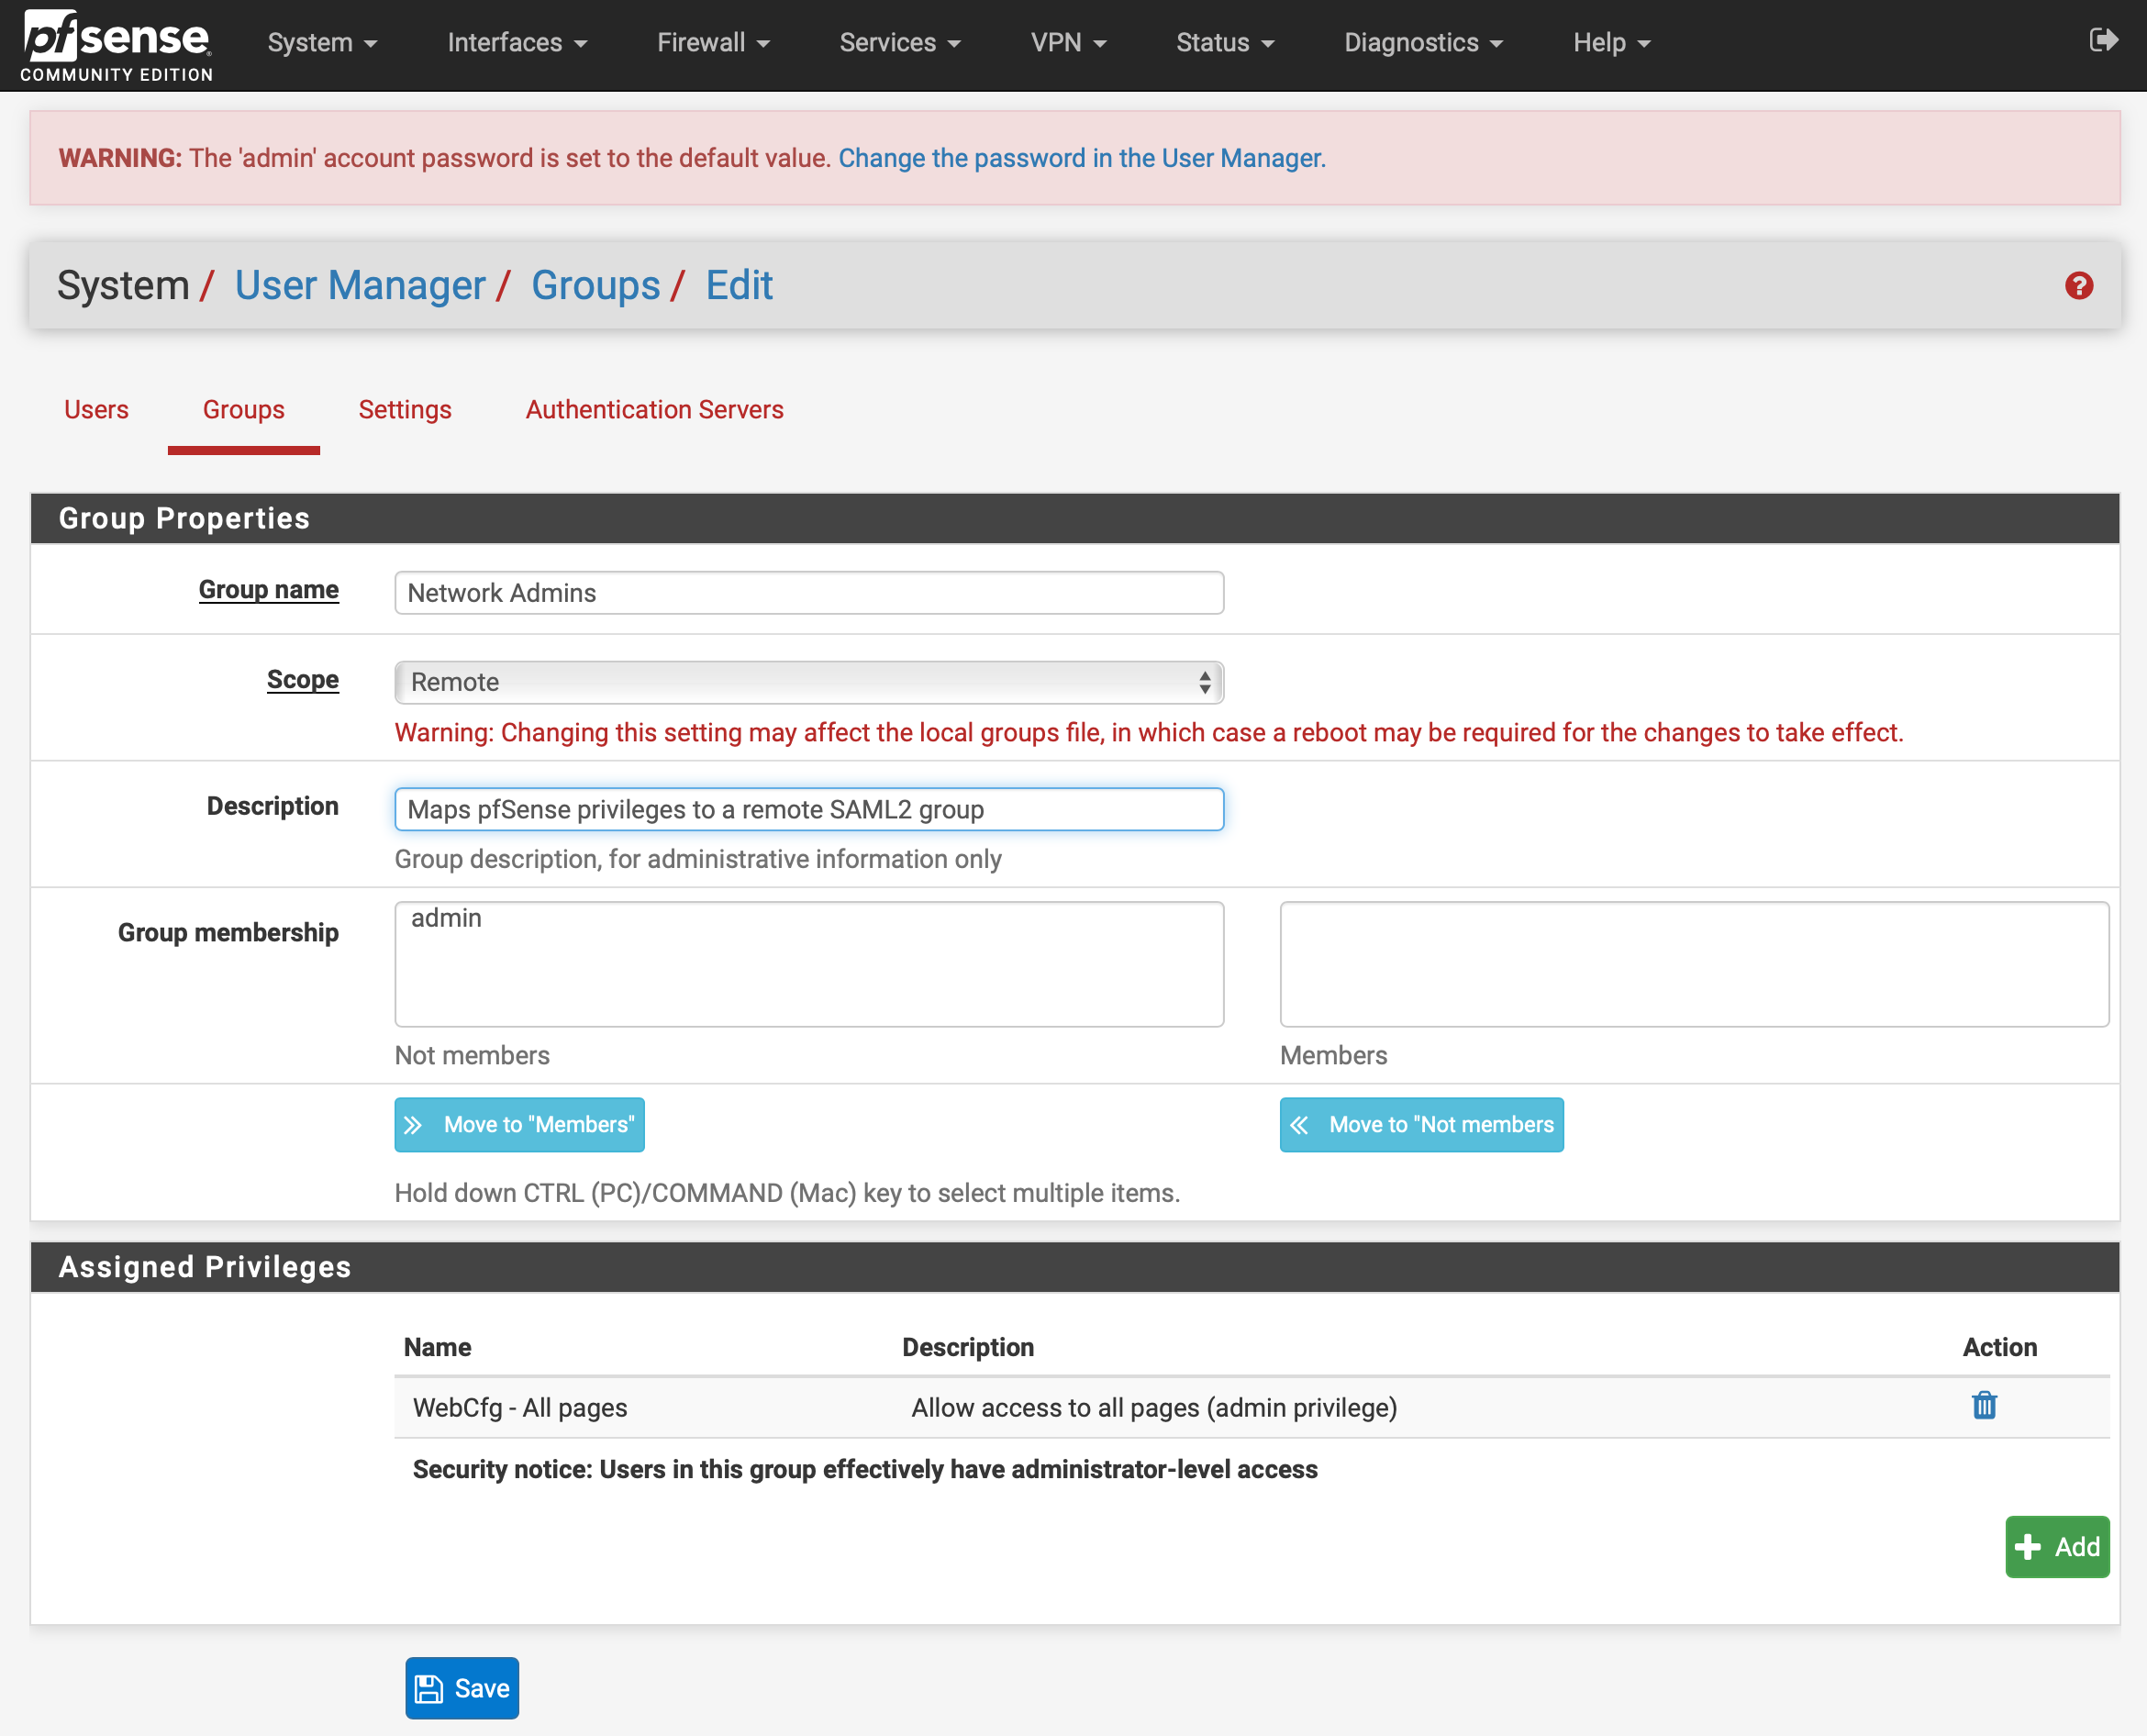 pfsense
COMMUNITY EDITION
System
Interfaces
Firewall
Services
VPN
Status
Diagnostics
Help
WARNING: The 'admin' account password is set to the default value. Change the password in the User Manager.
System / User Manager / Groups / Edit
Users
Groups
Settings
Authentication Servers
Group Properties
Group name
Network Admins
Scope
Remote
Warning: Changing this setting may affect the local groups file, in which case a reboot may be required for the changes to take effect.
Description
Maps pfSense privileges to a remote SAML2 group
Group description, for administrative information only
Group membership
admin
Not members
Members
Move to "Members"
Move to "Not members
Hold down CTRL (PC)/COMMAND (Mac) key to select multiple items.
Assigned Privileges
Name
Description
Action
WebCfg - All pages
Allow access to all pages (admin privilege)
Security notice: Users in this group effectively have administrator-level access
Add
Save